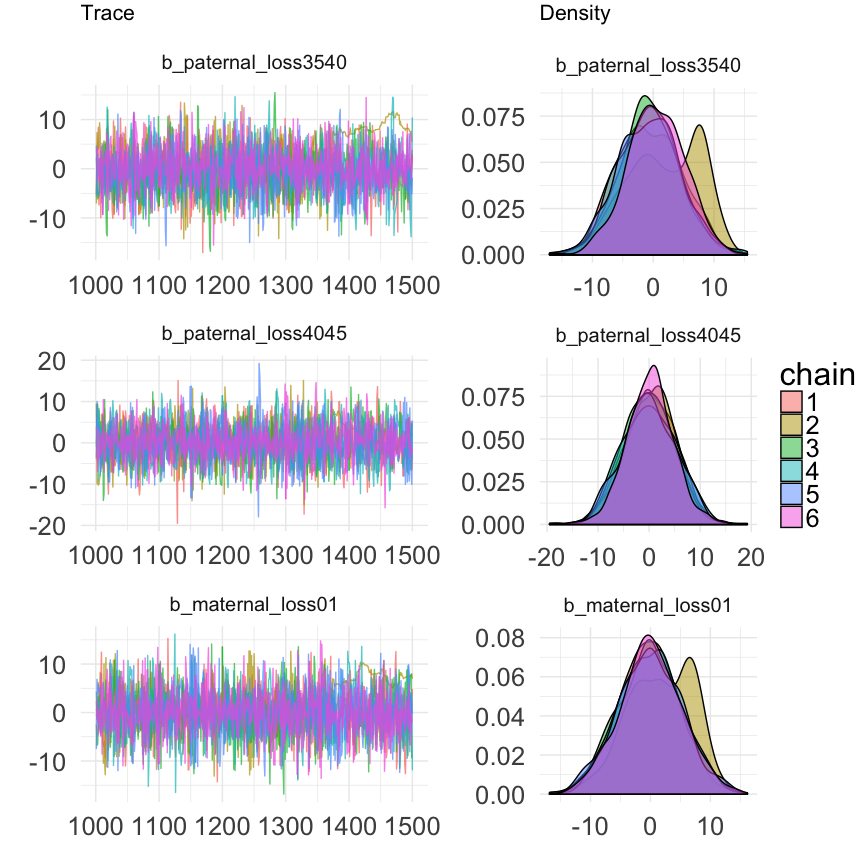 Trace
Density
b_paternal_loss3540
b_paternal_loss3540
10
0
-10
1000 1100 1200 1300 1400 1500
0.075
0.050
0.025
0.000
-10 0 10
b_paternal_loss4045
b_paternal_loss4045
20
10
0
-10
-20
1000 1100 1200 1300 1400 1500
0.075
0.050
0.025
0.000
-20 -10 0 10 20
chain
1
2
3
4
5
6
b_maternal_loss01
b_maternal_loss01
10
0
-10
1000 1100 1200 1300 1400 1500
0.08
0.06
0.04
0.02
0.00
-10 0 10